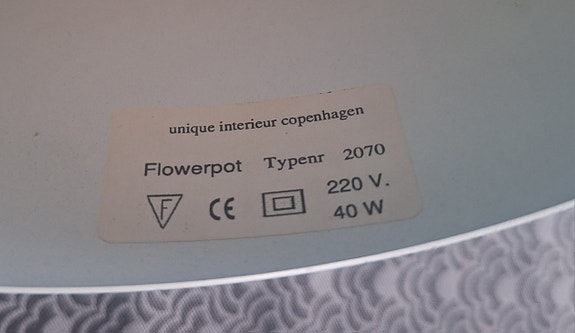 unique interieur copenhagen
Flowerpot Typenr 2070
F CE 220 V.
40 W